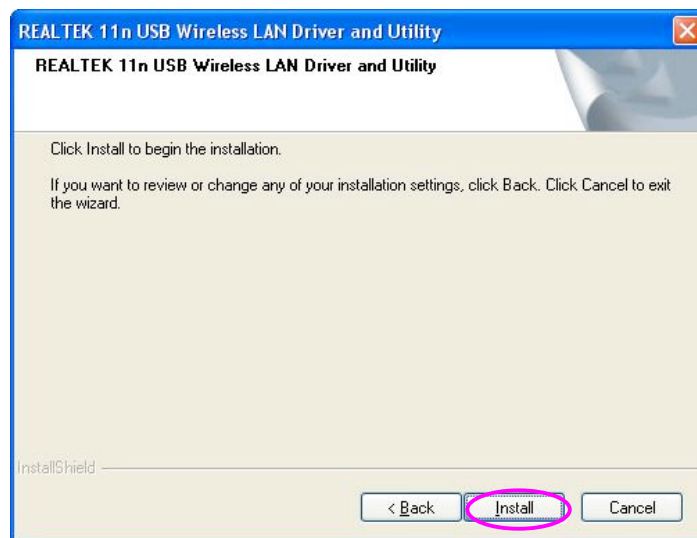 REALTEK 11n USB Wireless LAN Driver and Utility
REALTEK 11n USB Wireless LAN Driver and Utility
Click Install to begin the installation.
If you want to review or change any of your installation settings, click Back. Click Cancel to exit
the wizard.
InstallShield
< Back Install Cancel